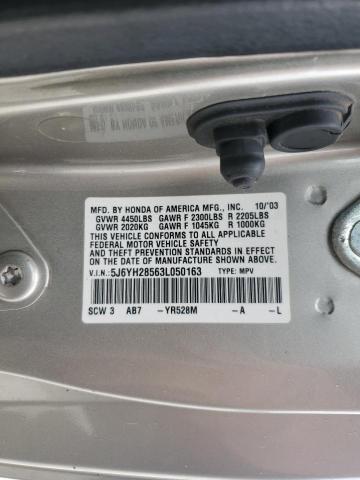 MFD. BY HONDA OF AMERICA MFG., INC. 10/'03
GVWR 4450LBS GAWR F 2300LBS R 2205LBS
GVWR 2020KG GAWR F 1045KG R 1000KG
THIS VEHICLE CONFORMS TO ALL APPLICABLE
FEDERAL MOTOR VEHICLE SAFETY
AND THEFT PREVENTION STANDARDS IN EFFECT
ON THE DATE OF MANUFACTURE SHOWN ABOVE.
V.I.N.: 5J6YH28563L050163 TYPE: MPV
SCW 3 AB7 -YR528M -A -L